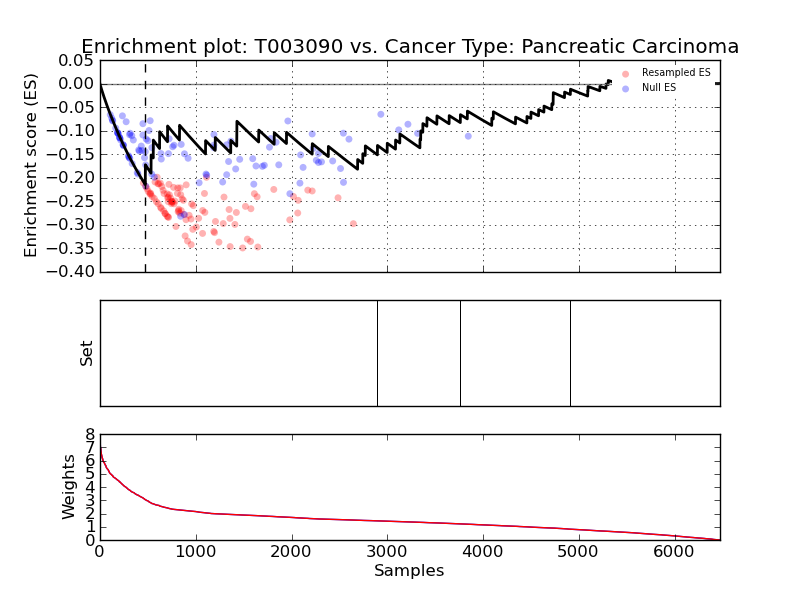 Enrichment plot: T003090 vs. Cancer Type: Pancreatic Carcinoma
Enrichment score (ES)
0.05
0.00
−0.05
−0.10
−0.15
−0.20
−0.25
−0.30
−0.35
−0.40
Resampled ES
Null ES
Set
Weights
8
7
6
5
4
3
2
1
0
0 1000 2000 3000 4000 5000 6000
Samples